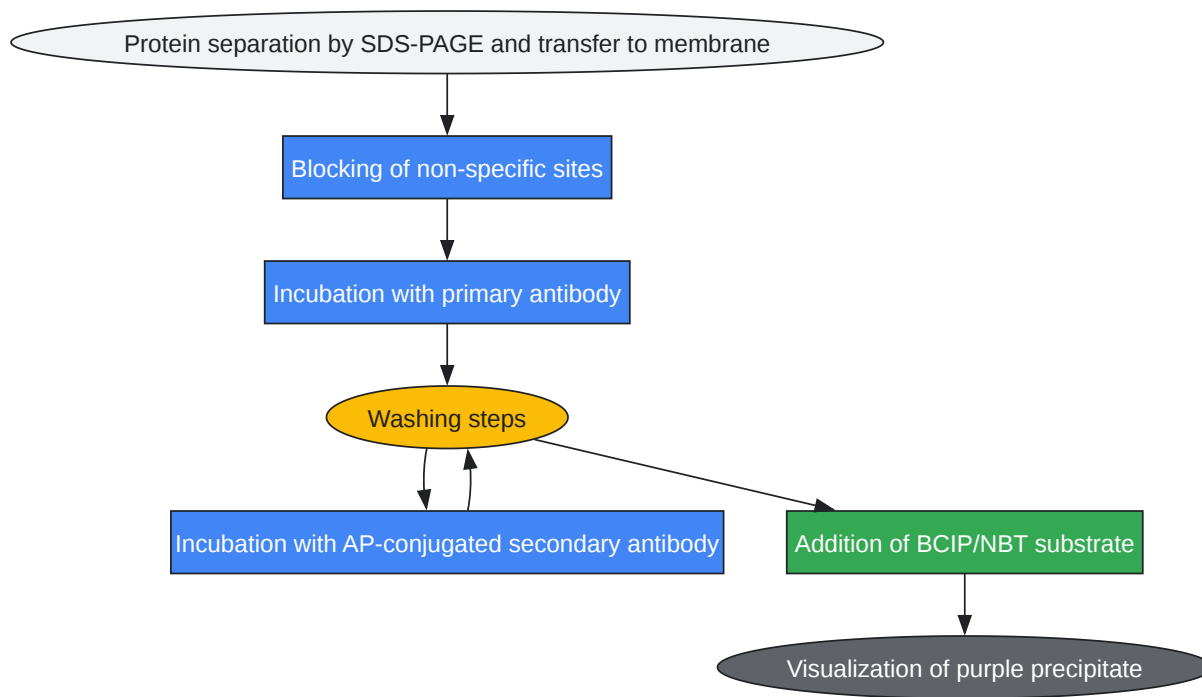 Protein separation by SDS-PAGE and transfer to membrane
Blocking of non-specific sites
Incubation with primary antibody
Washing steps
Incubation with AP-conjugated secondary antibody
Addition of BCIP/NBT substrate
Visualization of purple precipitate